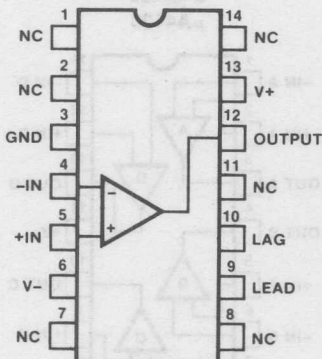 1
NC
14
NC
2
NC
13
V+
3
GND
12
OUTPUT
4
–IN
11
NC
5
+IN
10
LAG
6
V–
9
LEAD
7
NC
8
NC
–
+